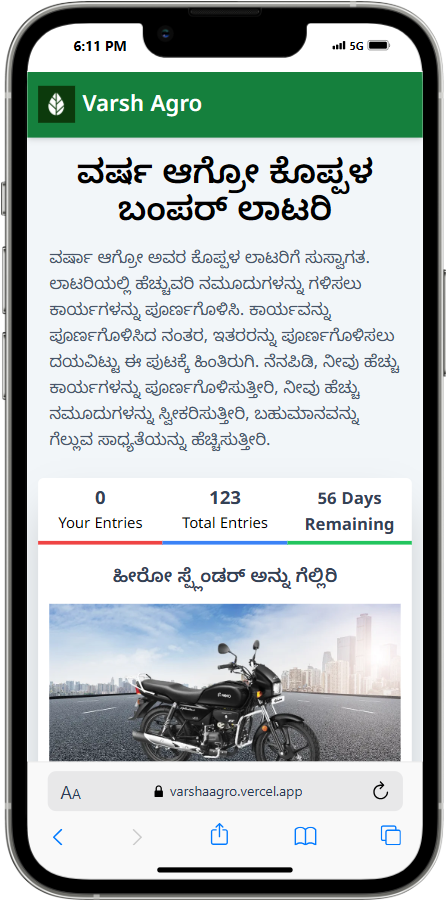 6:11 PM
5G
Varsh Agro
ವರ್ಷ ಆಗ್ರೋ ಕೊಪ್ಪಳ
ಬಂಪರ್ ಲಾಟರಿ
ವರ್ಷಾ ಆಗ್ರೋ ಅವರ ಕೊಪ್ಪಳ ಲಾಟರಿಗೆ ಸುಸ್ವಾಗತ.
ಲಾಟರಿಯಲ್ಲಿ ಹೆಚ್ಚುವರಿ ನಮೂದುಗಳನ್ನು ಗಳಿಸಲು
ಕಾರ್ಯಗಳನ್ನು ಪೂರ್ಣಗೊಳಿಸಿ. ಕಾರ್ಯವನ್ನು
ಪೂರ್ಣಗೊಳಿಸಿದ ನಂತರ, ಇತರರನ್ನು ಪೂರ್ಣಗೊಳಿಸಲು
ದಯವಿಟ್ಟು ಈ ಪುಟಕ್ಕೆ ಹಿಂತಿರುಗಿ. ನೆನಪಿಡಿ, ನೀವು ಹೆಚ್ಚು
ಕಾರ್ಯಗಳನ್ನು ಪೂರ್ಣಗೊಳಿಸುತ್ತೀರಿ, ನೀವು ಹೆಚ್ಚು
ನಮೂದುಗಳನ್ನು ಸ್ವೀಕರಿಸುತ್ತೀರಿ, ಬಹುಮಾನವನ್ನು
ಗೆಲ್ಲುವ ಸಾಧ್ಯತೆಯನ್ನು ಹೆಚ್ಚಿಸುತ್ತೀರಿ.
0 123 56 Days
Your Entries Total Entries Remaining
ಹೀರೋ ಸ್ಪ್ಲೆಂಡರ್ ಅನ್ನು ಗೆಲ್ಲಿರಿ
AA varshaagro.vercel.app